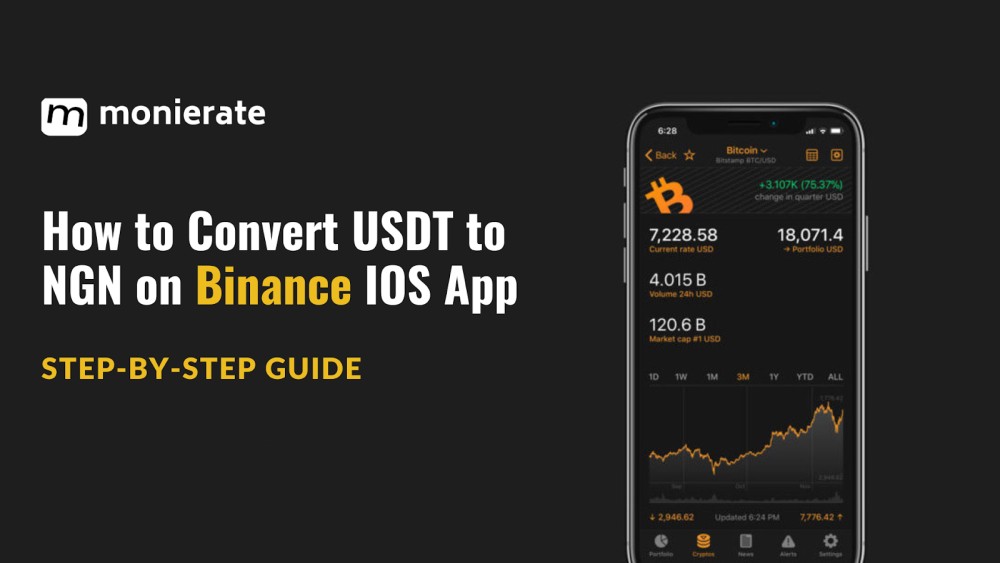 monierate
How to Convert USDT to
NGN on Binance IOS App
STEP-BY-STEP GUIDE
6:28
Back
Bitcoin
Bitstamp BTC/USD
+3.107K (75.37%)
change in quarter USD
7,228.58
18,071.4
Current rate USD
→ Portfolio USD
4.015 B
Volume 24h USD
120.6 B
Market cap #1 USD
1D 1W 1M 3M 1Y YTD ALL
7,776.42
2,946.62
Sep Oct Nov
↓ 2,946.62 Updated 6:24 PM 7,776.42 ↑
Portfolio Cryptos News Alerts Settings